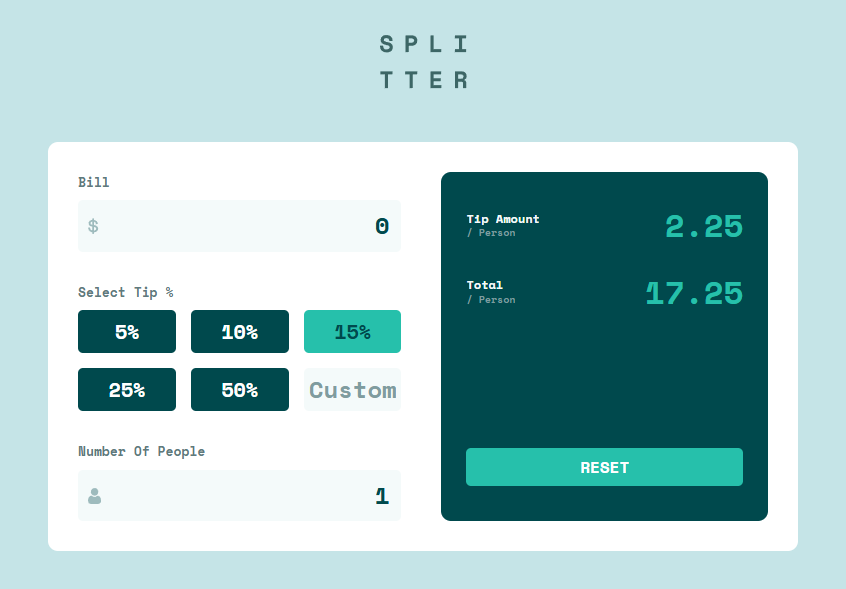 SPLI
TTER
Bill
$ 0
Select Tip %
5% 10% 15%
25% 50% Custom
Number Of People
1
Tip Amount
/ Person
2.25
Total
/ Person
17.25
RESET